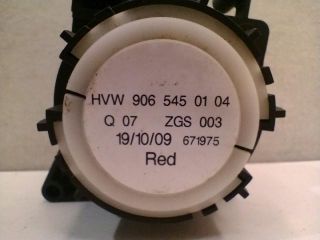 HVW 906 545 01 04
Q 07 ZGS 003
19/10/09 671975
Red